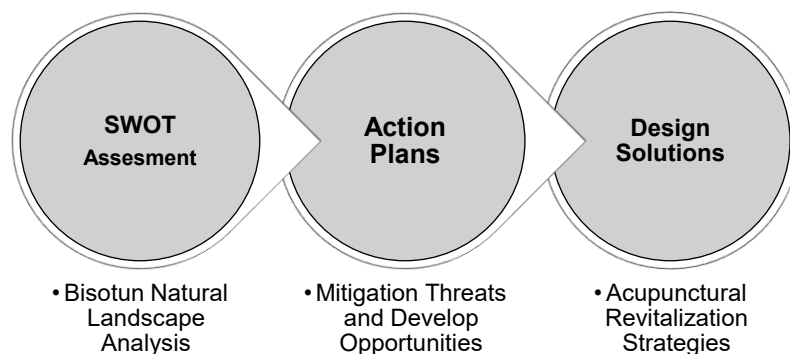 SWOT
Assesment
Action
Plans
Design
Solutions
• Bisotun Natural
Landscape
Analysis
• Mitigation Threats
and Develop
Opportunities
• Acupunctural
Revitalization
Strategies